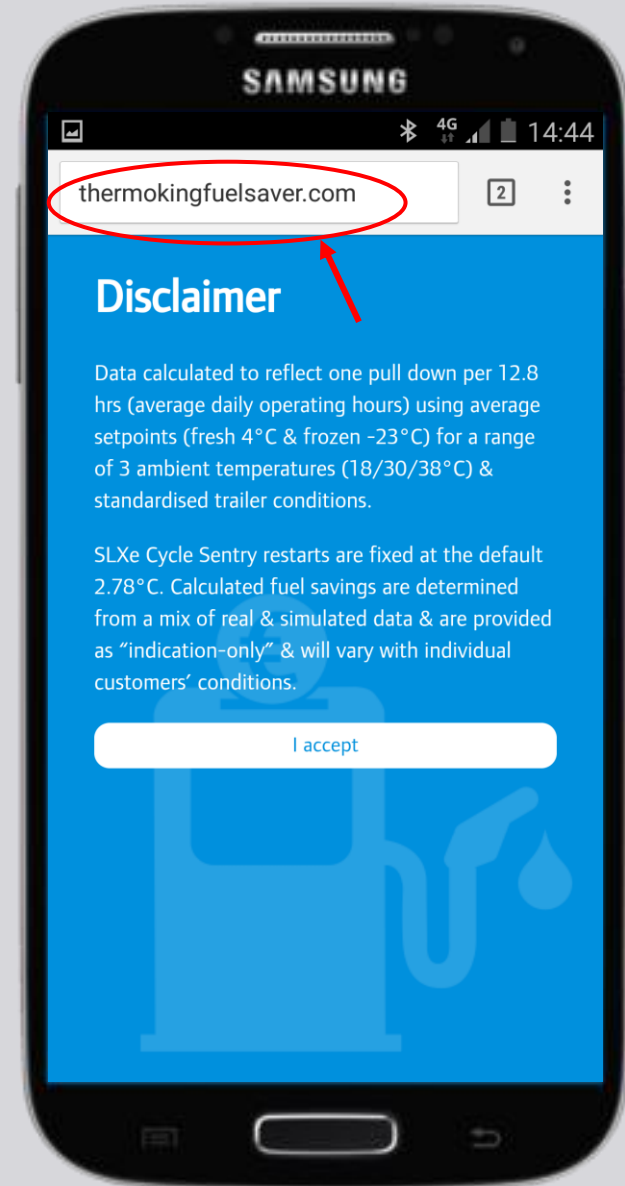 SAMSUNG
4G 14:44
thermokingfuelsaver.com 2
Disclaimer
Data calculated to reflect one pull down per 12.8
hrs (average daily operating hours) using average
setpoints (fresh 4°C & frozen -23°C) for a range
of 3 ambient temperatures (18/30/38°C) &
standardised trailer conditions.
SLXe Cycle Sentry restarts are fixed at the default
2.78°C. Calculated fuel savings are determined
from a mix of real & simulated data & are provided
as “indication-only” & will vary with individual
customers’ conditions.
I accept